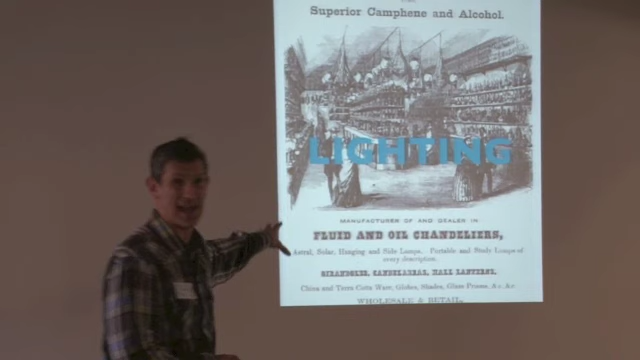 Superior Camphene and Alcohol.
LIGHTING
MANUFACTURER OF AND DEALER IN
FLUID AND OIL CHANDELIERS,
Astral, Solar, Hanging and Side Lamps. Portable and Study Lamps of
every description.
GIRANDOLES, CANDELABRAS, HALL LANTERNS,
China and Terra Cotta Ware, Globes, Shades, Glass Prisms, &c. &c.
WHOLESALE & RETAIL.